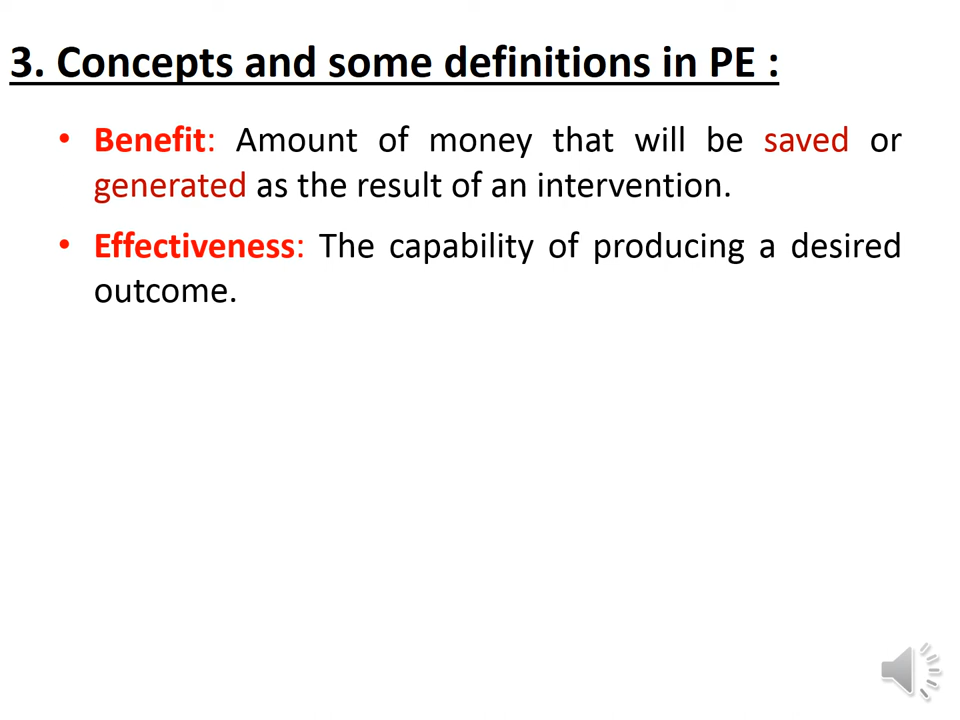 3. Concepts and some definitions in PE :
• Benefit: Amount of money that will be saved or
generated as the result of an intervention.
• Effectiveness: The capability of producing a desired
outcome.